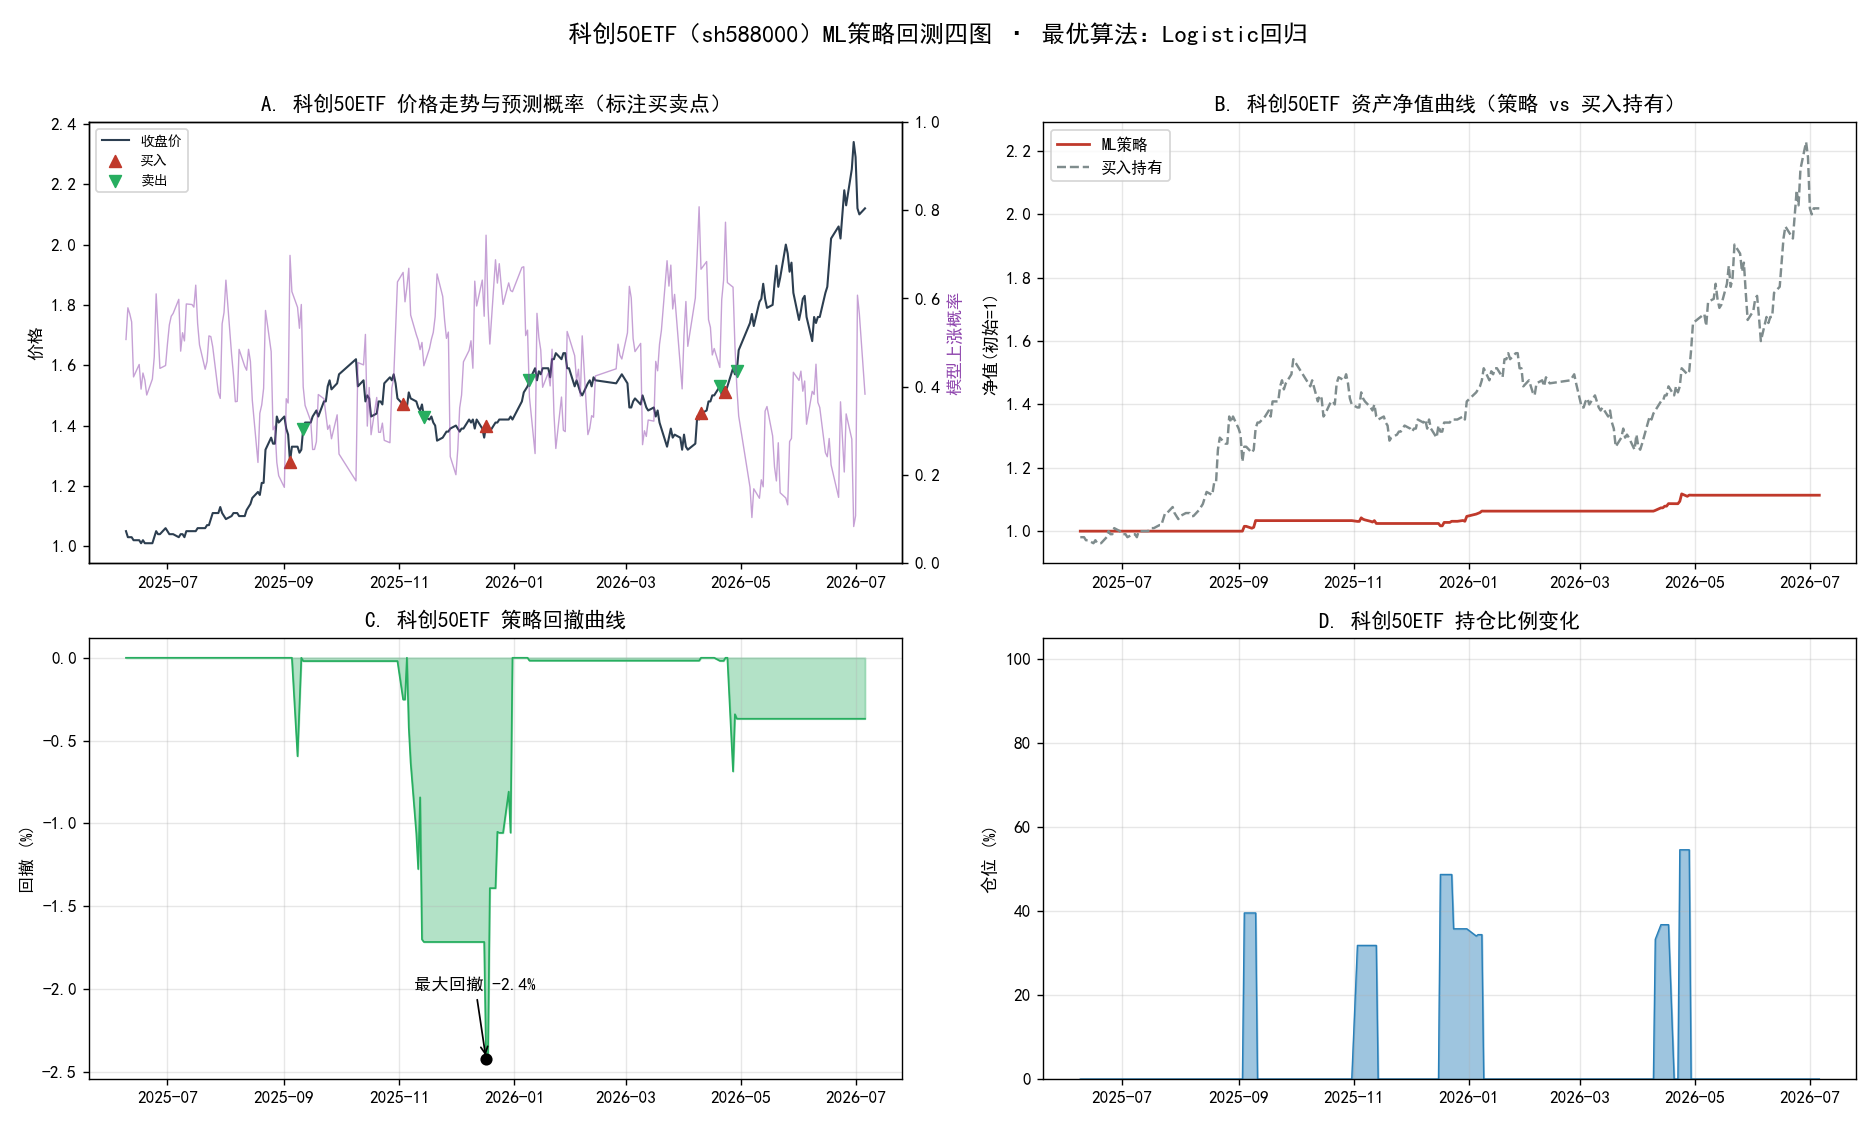 科创50ETF（sh588000）ML策略回测四图 · 最优算法：Logistic回归
A. 科创50ETF 价格走势与预测概率（标注买卖点）
收盘价
买入
卖出
价格
2.4
2.2
2.0
1.8
1.6
1.4
1.2
1.0
1.0
0.8
0.6
0.4
0.2
0.0
模型上涨概率
2025-07 2025-09 2025-11 2026-01 2026-03 2026-05 2026-07
B. 科创50ETF 资产净值曲线（策略 vs 买入持有）
ML策略
买入持有
净值(初始=1)
2.2
2.0
1.8
1.6
1.4
1.2
1.0
2025-07 2025-09 2025-11 2026-01 2026-03 2026-05 2026-07
C. 科创50ETF 策略回撤曲线
回撤 (%)
0.0
-0.5
-1.0
-1.5
-2.0
-2.5
最大回撤 -2.4%
2025-07 2025-09 2025-11 2026-01 2026-03 2026-05 2026-07
D. 科创50ETF 持仓比例变化
仓位 (%)
100
80
60
40
20
0
2025-07 2025-09 2025-11 2026-01 2026-03 2026-05 2026-07